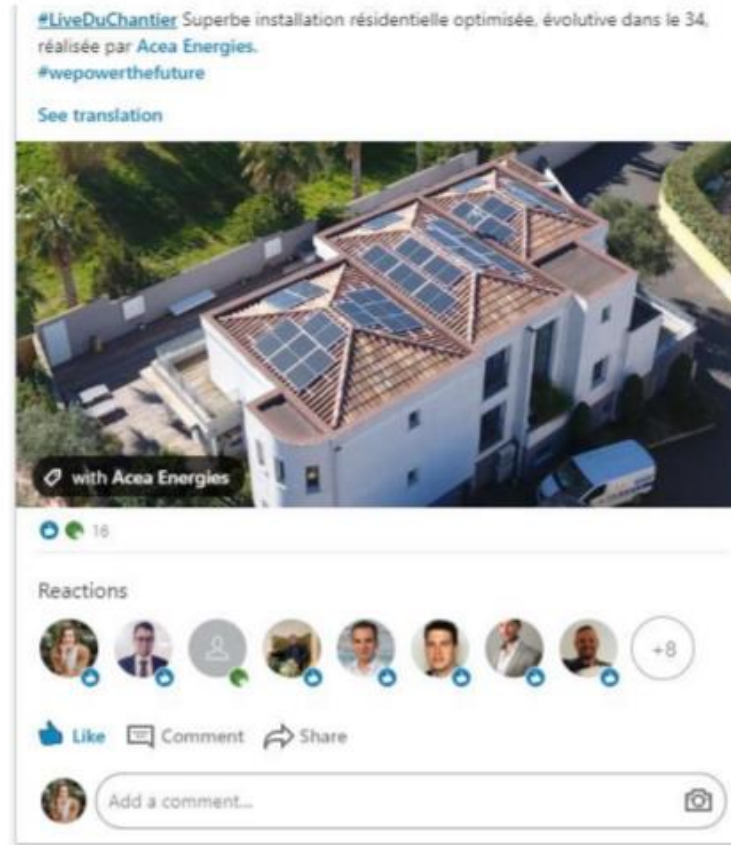 #LiveDuChantier Superbe installation résidentielle optimisée, évolutive dans le 34,
réalisée par Acea Energies.
#wepowerthefuture
See translation
with Acea Energies
16
Reactions
+8
Like Comment Share
Add a comment...